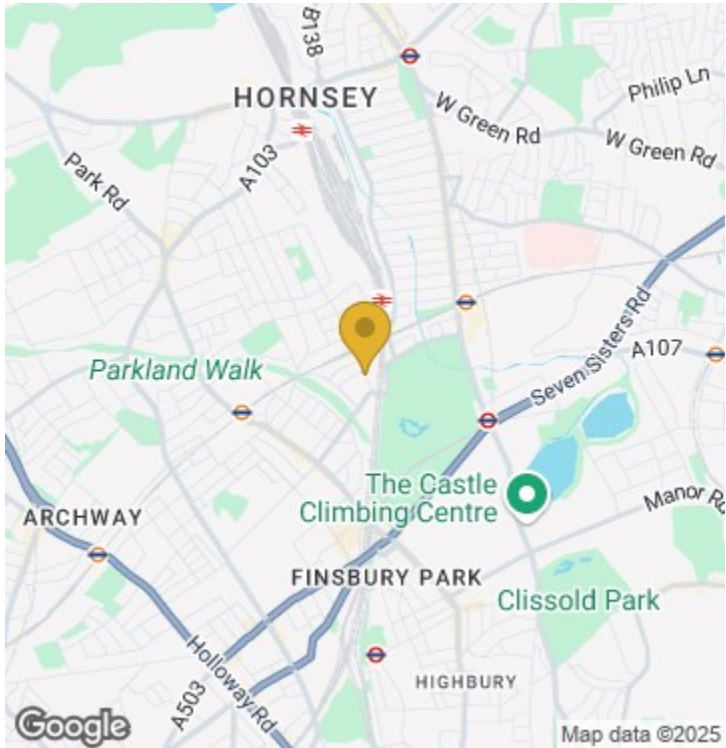 B138
HORNSEY
Philip Ln
W Green Rd
W Green Rd
A103
Park Rd
Seven Sisters Rd
A107
Parkland Walk
The Castle
Climbing Centre
Manor Rd
ARCHWAY
FINSBURY PARK
Clissold Park
Holloway Rd
A503
HIGHBURY
Google
Map data ©2025